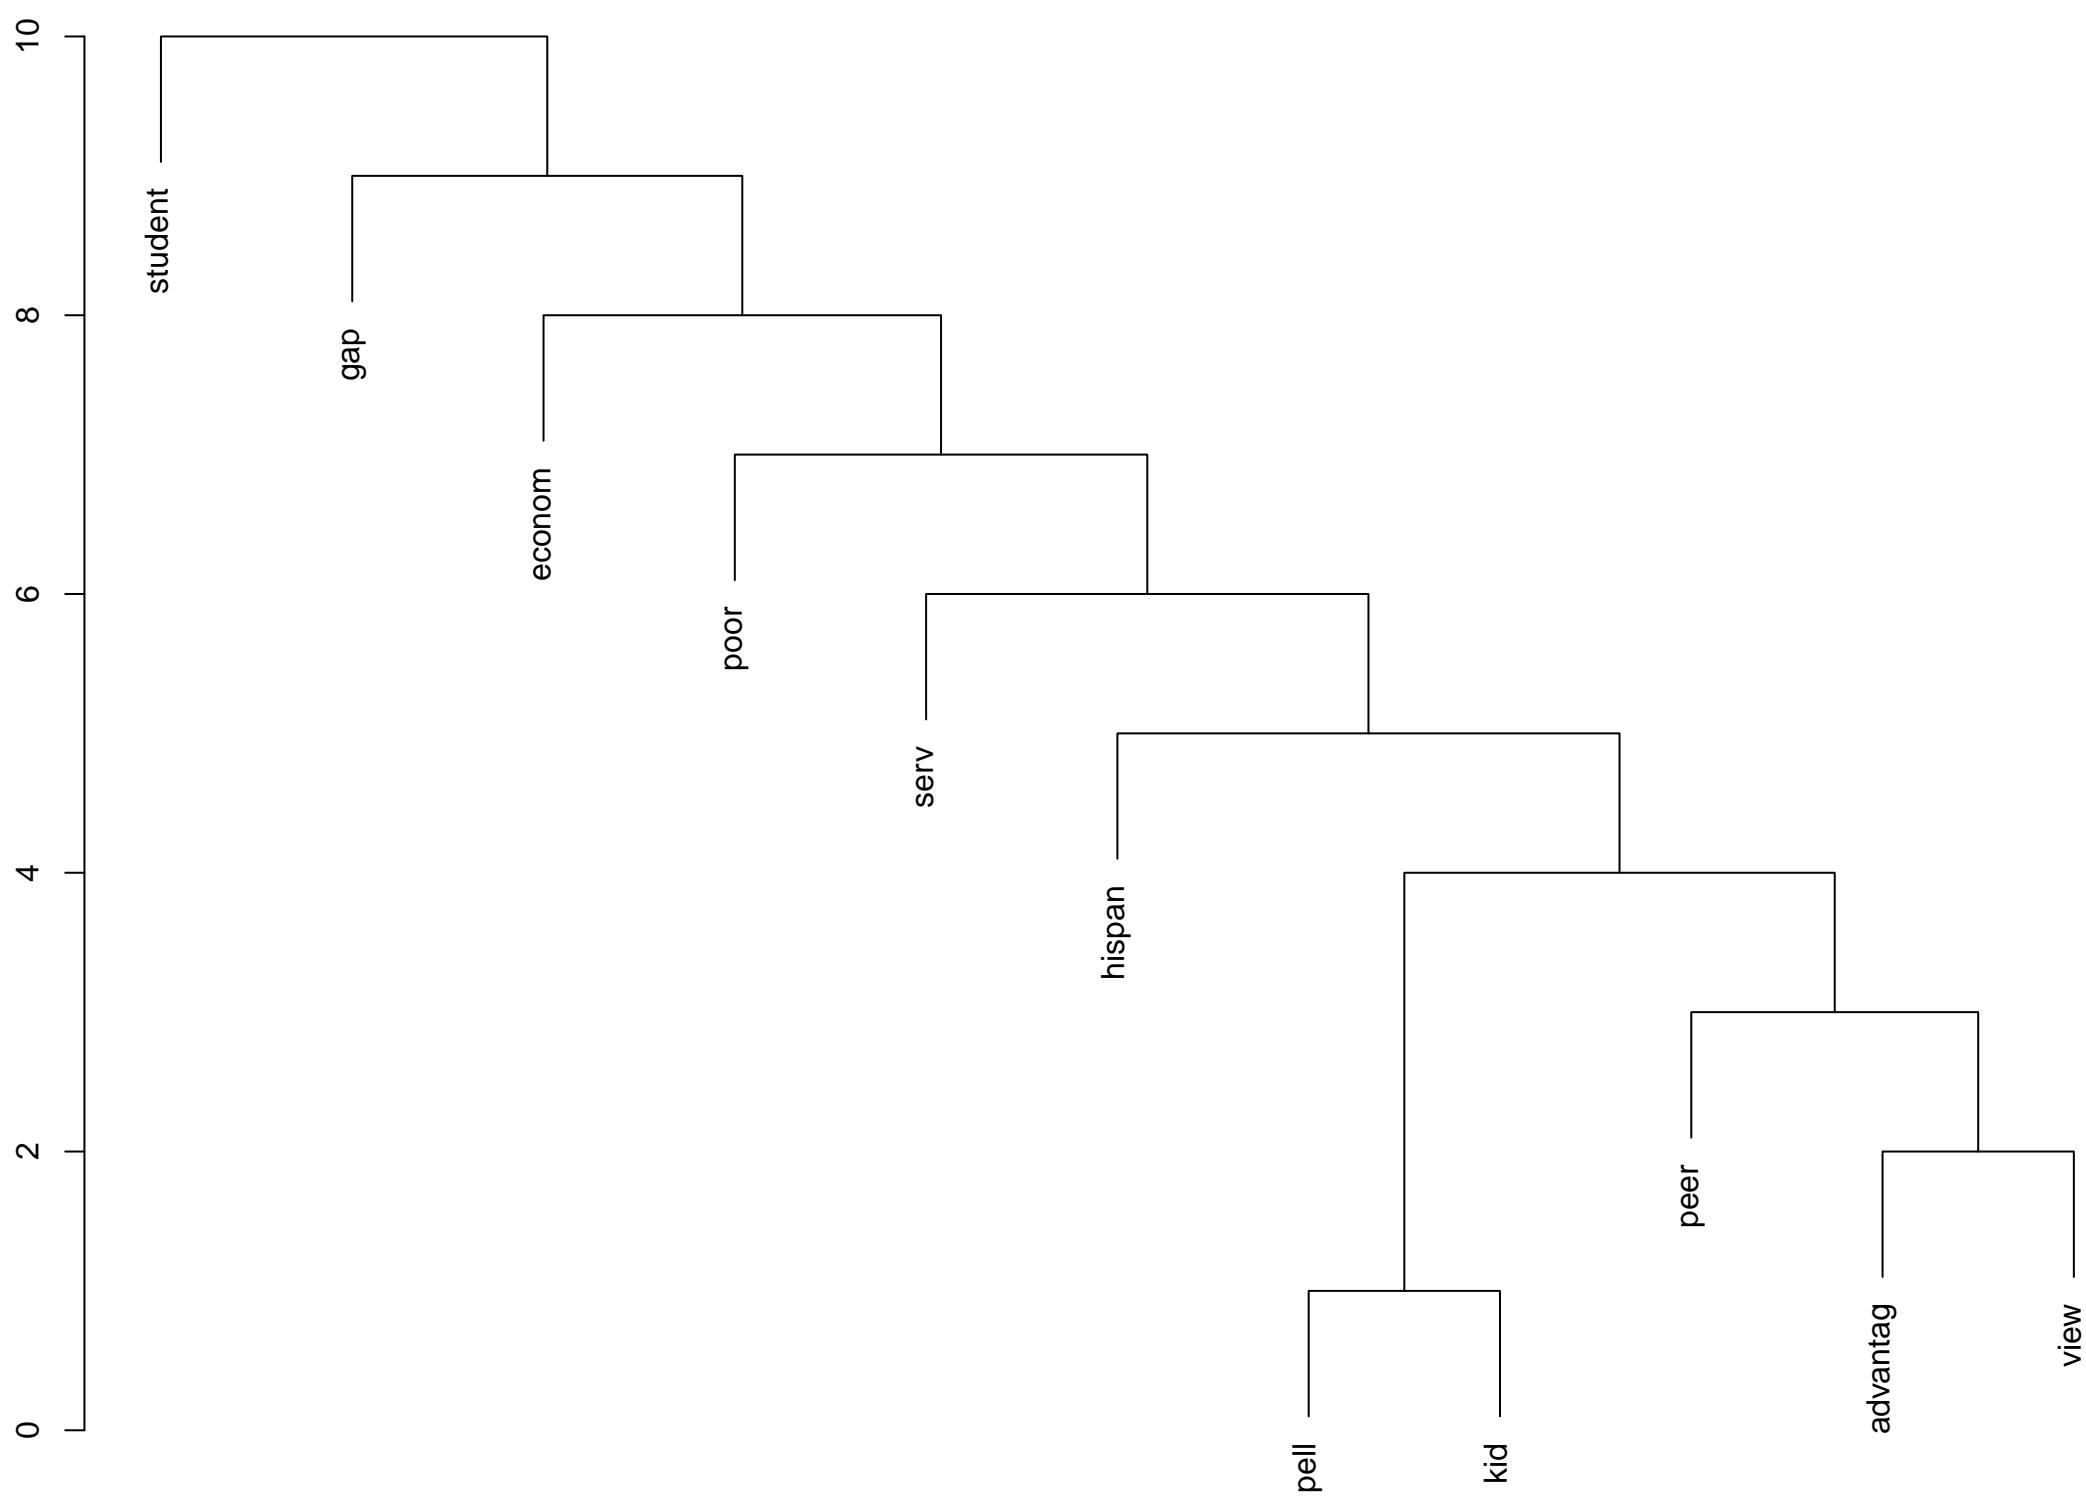 10
8
6
4
2
0
student
gap
econom
poor
serv
hispan
pell
kid
peer
advantag
view